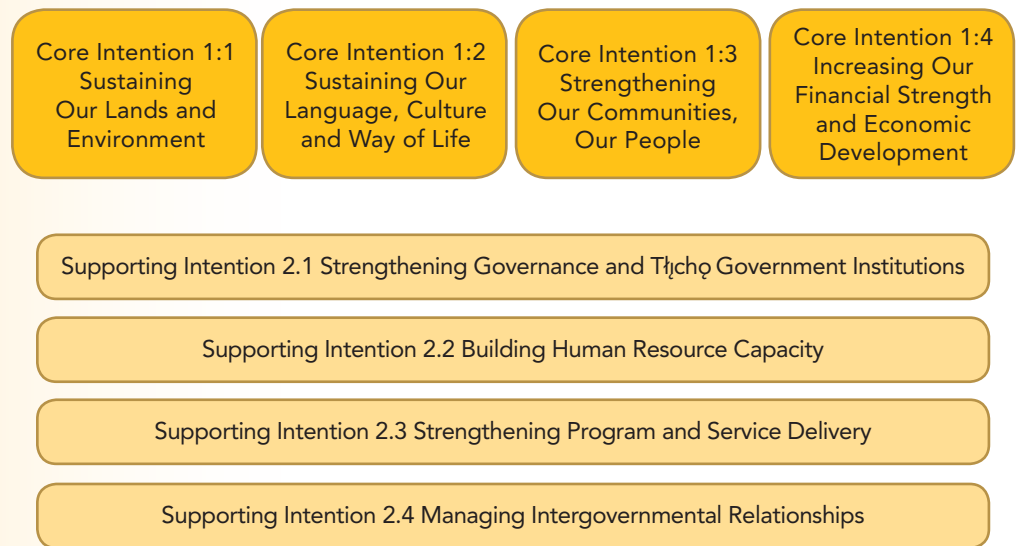 Core Intention 1:1
Sustaining
Our Lands and
Environment
Core Intention 1:2
Sustaining Our
Language, Culture
and Way of Life
Core Intention 1:3
Strengthening
Our Communities,
Our People
Core Intention 1:4
Increasing Our
Financial Strength
and Economic
Development
Supporting Intention 2.1 Strengthening Governance and Tłı̨chǫ Government Institutions
Supporting Intention 2.2 Building Human Resource Capacity
Supporting Intention 2.3 Strengthening Program and Service Delivery
Supporting Intention 2.4 Managing Intergovernmental Relationships